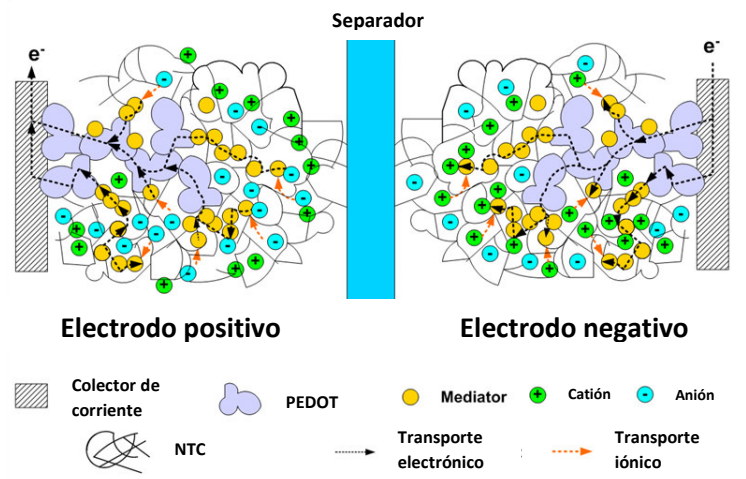 Separador
e-
e-
Electrodo positivo
Electrodo negativo
Colector de
corriente
PEDOT
Mediator
+
Catión
-
Anión
NTC
Transporte
electrónico
:
Transporte
iónico